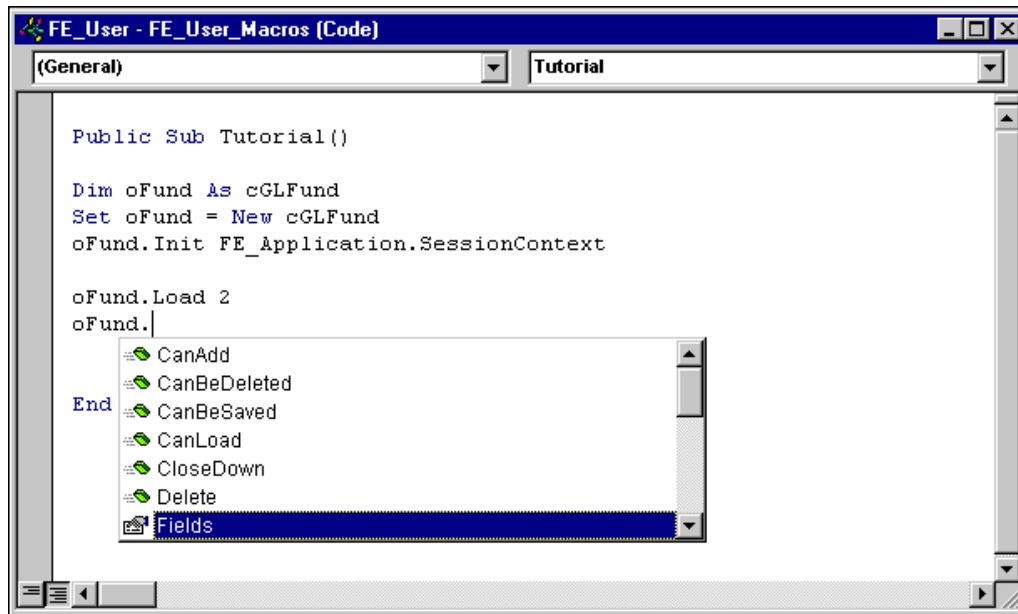 FE_User - FE_User_Macros (Code)
(General) Tutorial
Public Sub Tutorial()
Dim oFund As cGLFund
Set oFund = New cGLFund
oFund.Init FE_Application.SessionContext
oFund.Load 2
oFund.
CanAdd
CanBeDeleted
End
CanBeSaved
CanLoad
CloseDown
Delete
Fields